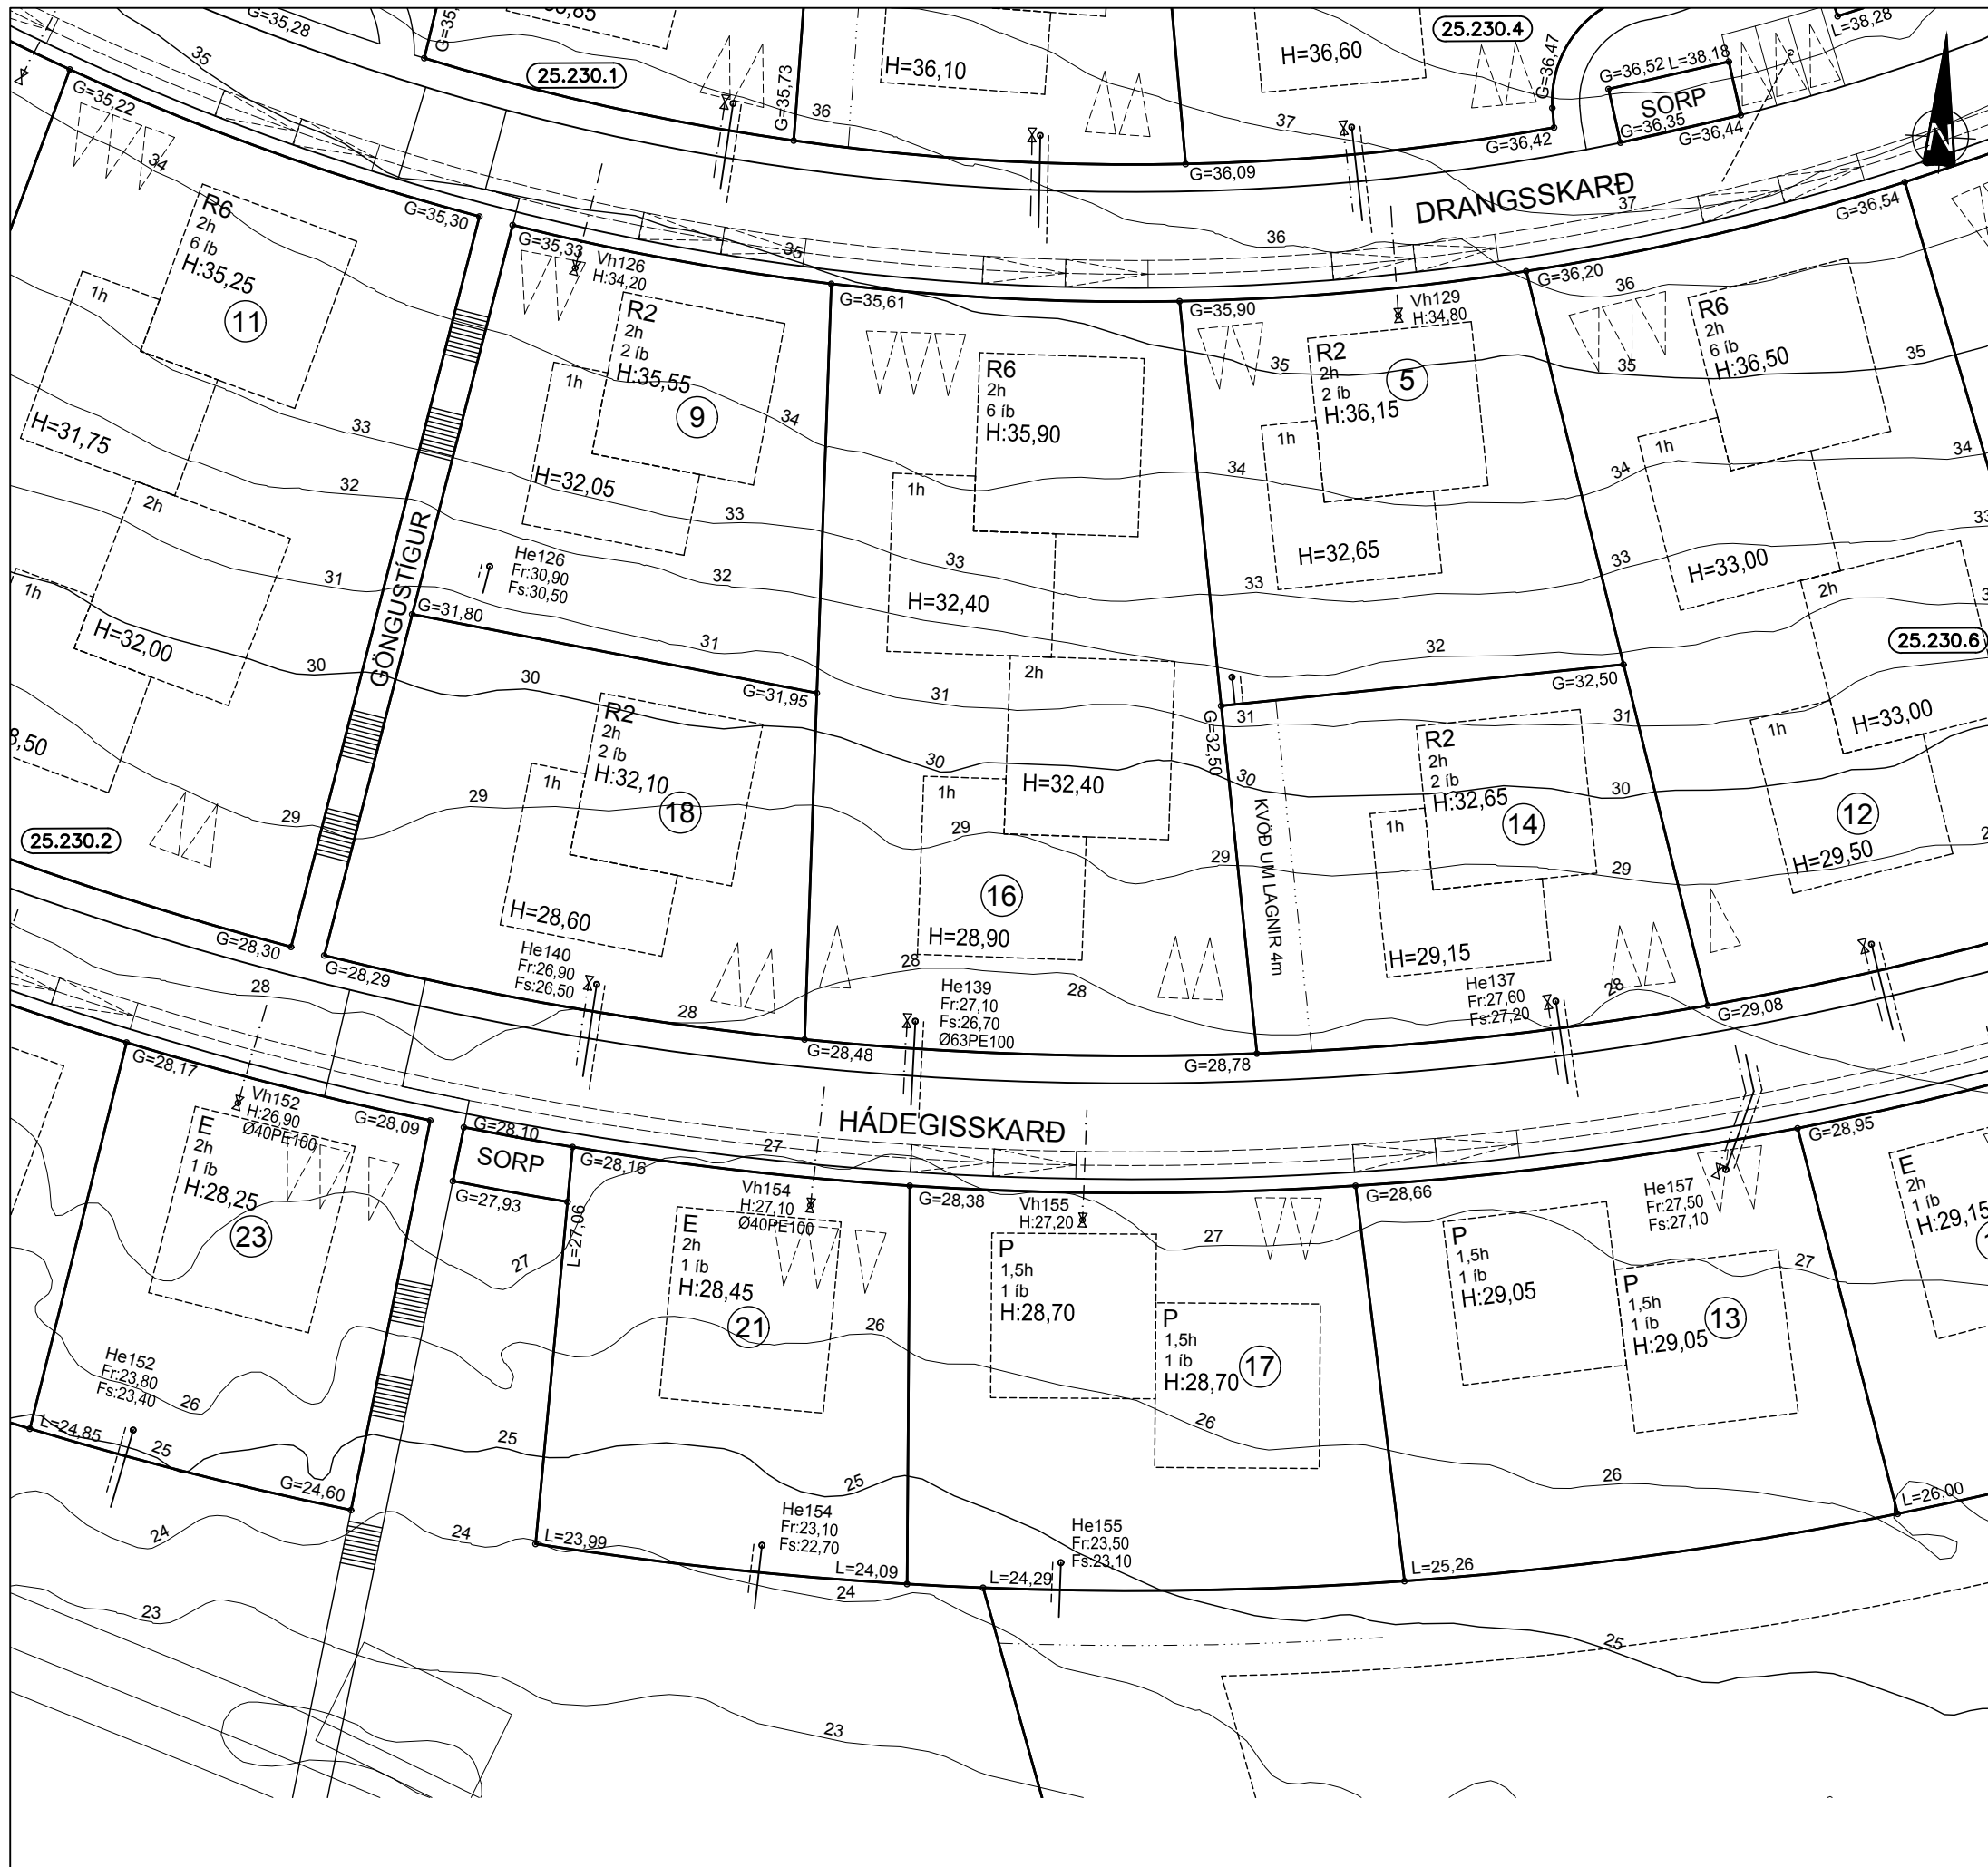 G=35,28
35
25.230.1
G=35,73
H=36,10
36
H=36,60
25.230.4
G=36,47
L=38,28
G=36,52
L=38,18
SORP
G=36,35
G=36,44
37
G=36,42
G=36,09
N
G=35,22
34
DRANGSSKARÐ
37
36
G=36,54
G=35,30
G=35,33
35
Vh126
H:34,20
G=35,61
G=35,90
G=36,20
36
Vh129
H:34,80
R6
2h
6 íb
H:35,25
11
1h
H=31,75
2h
1h
H=32,00
R2
2h
2 íb
H:35,55
9
1h
H=32,05
34
R6
2h
6 íb
H:35,90
1h
H=32,40
2h
H=32,40
1h
16
H=28,90
R2
2h
2 íb
H:36,15
5
1h
H=32,65
35
35
35
R6
2h
6 íb
H:36,50
1h
H=33,00
2h
25.230.6
H=33,00
1h
12
H=29,50
33
32
31
30
29
33
32
31
30
29
34
33
33
34
33
34
33
32
31
31
31
30
30
30
29
29
29
GÖNGUSTÍGUR
He126
Fr:30,90
Fs:30,50
G=31,80
G=31,95
G=32,50
G=32,50
KVÖÐ UM LAGNIR 4m
R2
2h
2 íb
H:32,10
18
1h
H=28,60
R2
2h
2 íb
H:32,65
14
1h
H=29,15
25.230.2
8,50
G=28,30
G=28,29
28
He140
Fr:26,90
Fs:26,50
28
28
He139
Fr:27,10
Fs:26,70
Ø63PE100
28
He137
Fr:27,60
Fs:27,20
28
G=28,48
G=28,78
G=29,08
G=28,17
Vh152
H:26,90
Ø40PE100
G=28,09
G=28,10
SORP
G=27,93
G=28,16
L=27,06
27
HÁDEGISSKARÐ
27
G=28,38
G=28,66
G=28,95
E
2h
1 íb
H:28,25
23
Vh154
H:27,10
Ø40PE100
E
2h
1 íb
H:28,45
21
Vh155
H:27,20
P
1,5h
1 íb
H:28,70
P
1,5h
1 íb
H:28,70
17
27
P
1,5h
1 íb
H:29,05
He157
Fr:27,50
Fs:27,10
P
1,5h
1 íb
H:29,05
13
27
E
2h
1 íb
H:29,15
He152
Fr:23,80
Fs:23,40
26
26
26
26
L=24,85
25
25
25
G=24,60
24
24
L=23,99
He154
Fr:23,10
Fs:22,70
L=24,09
24
L=24,29
He155
Fr:23,50
Fs:23,10
L=25,26
L=26,00
23
23
25